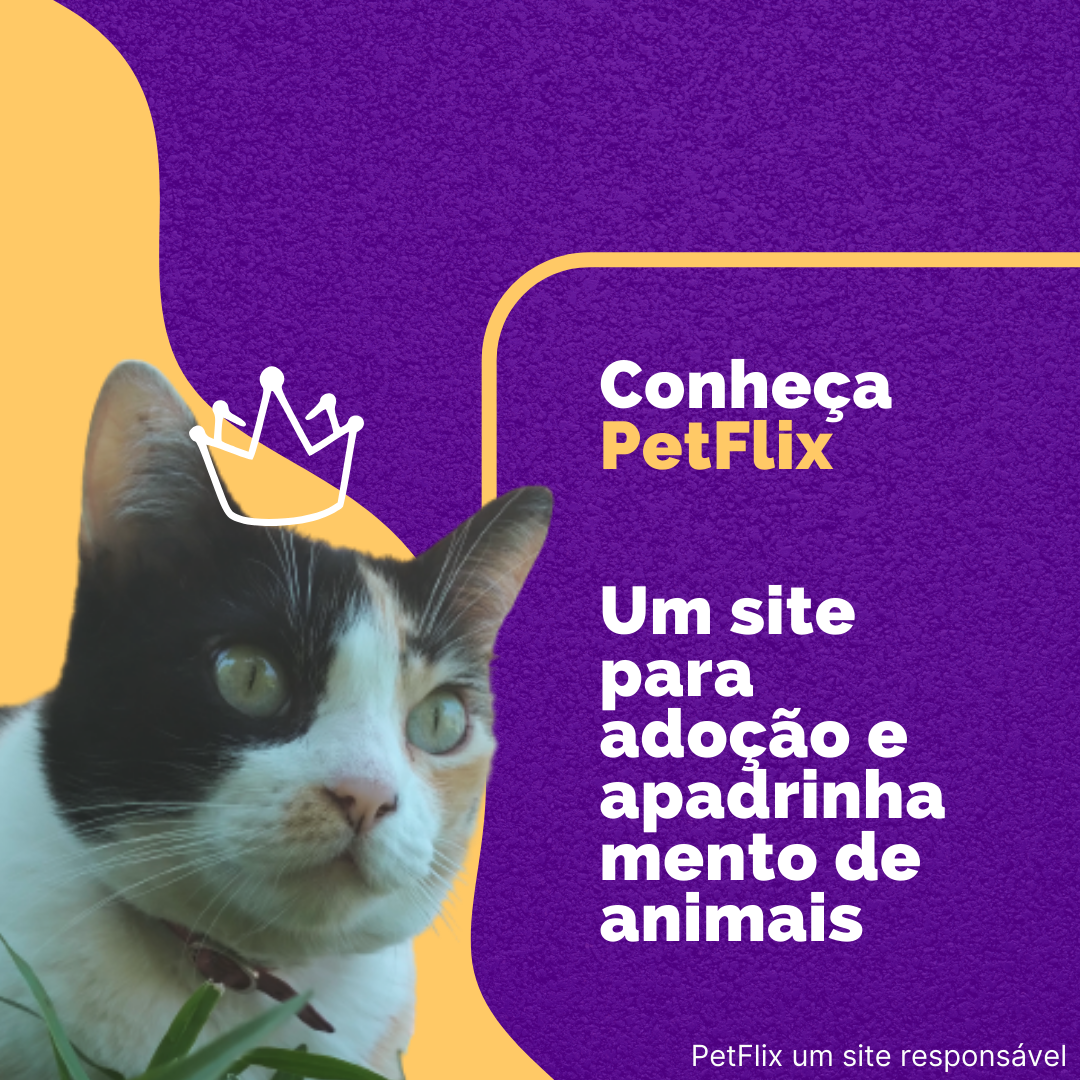 Conheça
PetFlix
Um site
para
adoção e
apadrinha
mento de
animais
PetFlix um site responsável